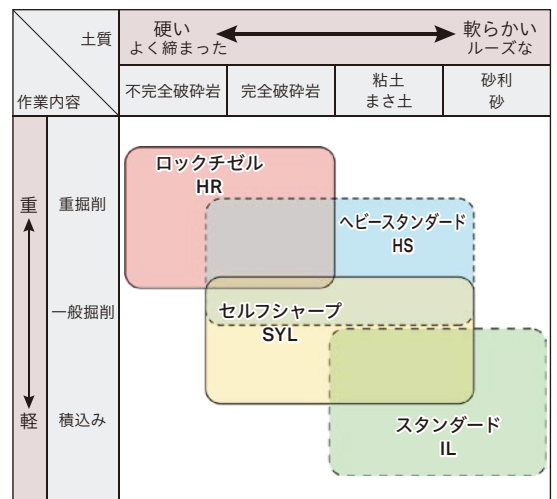 土質
作業内容
硬い
よく締まった
軟らかい
ルーズな
不完全破砕岩
完全破砕岩
粘土
まさ土
砂利
砂
重
軽
重掘削
一般掘削
積込み
ロックチゼル
HR
ヘビースタンダード
HS
セルフシャープ
SYL
スタンダード
IL